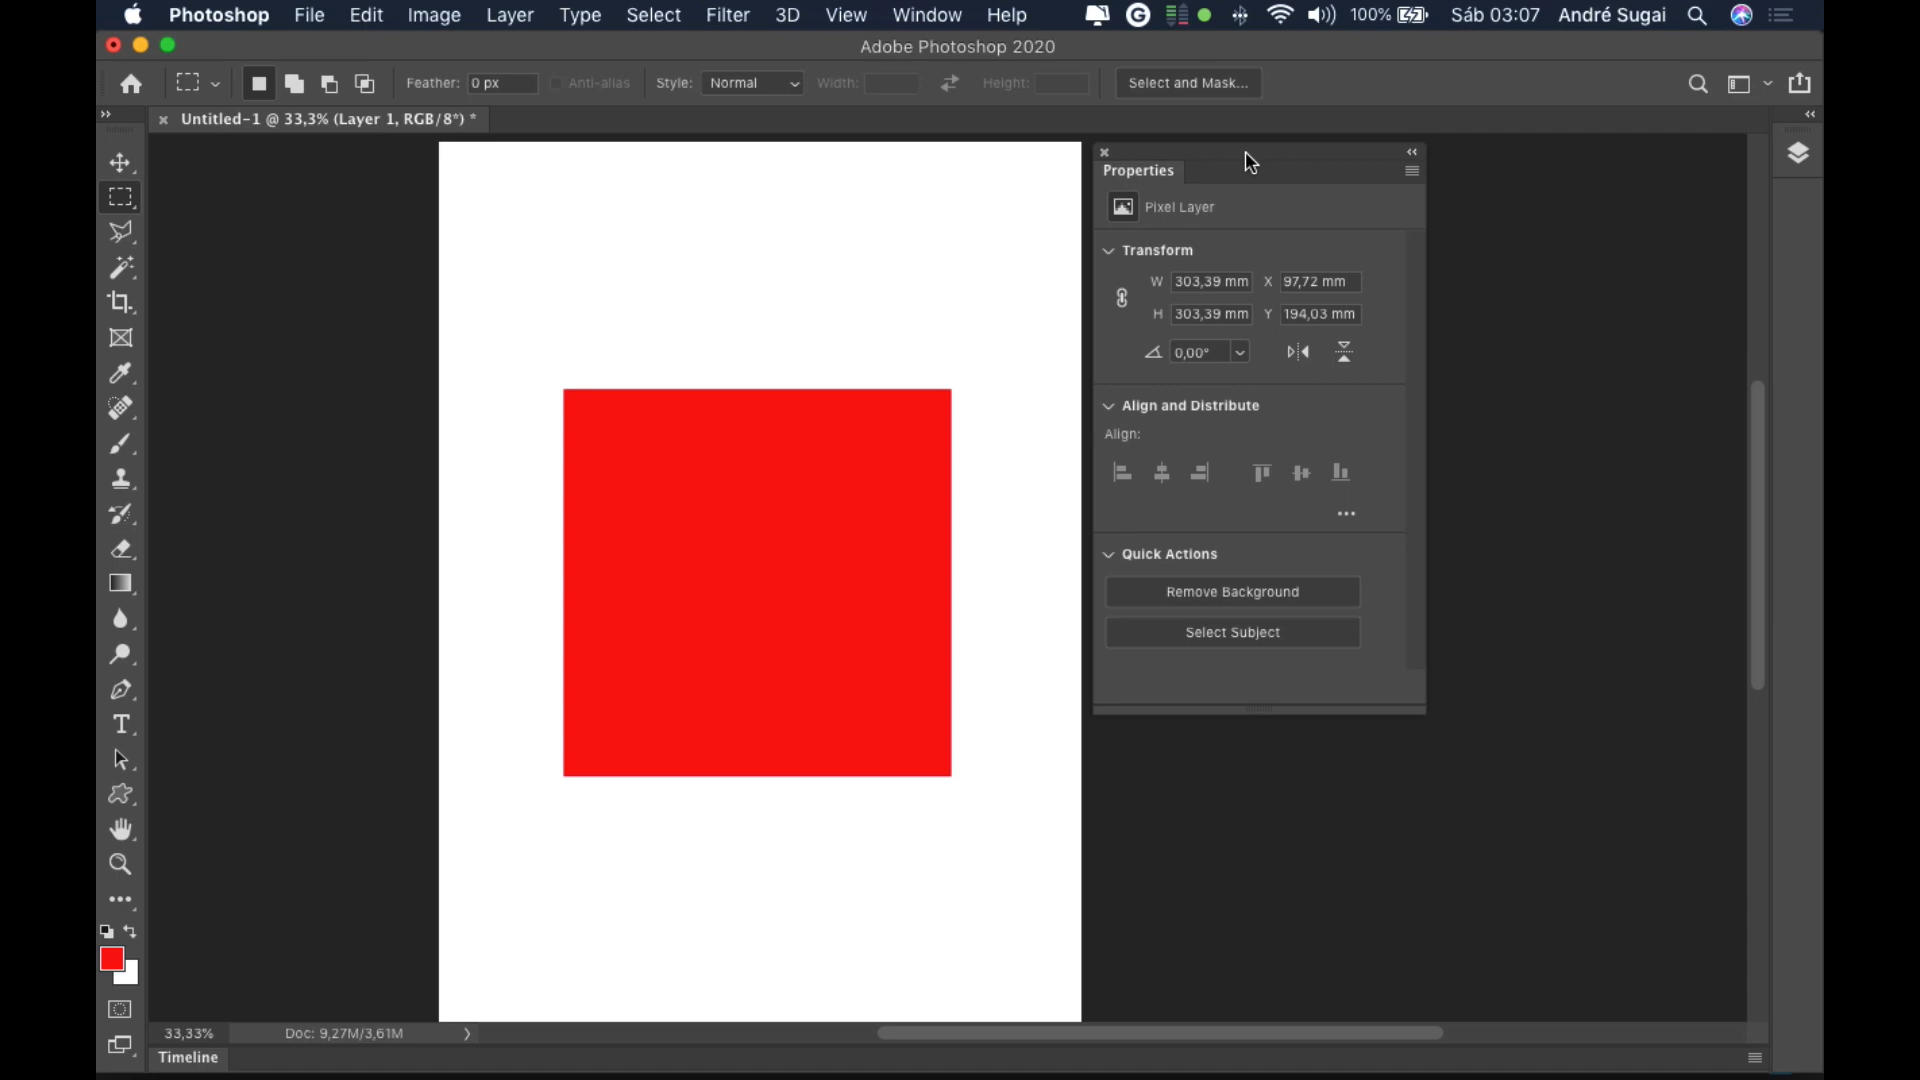 Photoshop File Edit Image Layer Type Select Filter 3D View Window Help 100% Sáb 03:07 André Sugai
Adobe Photoshop 2020
Feather: 0 px Anti-alias Style: Normal Width: Height: Select and Mask...
Untitled-1 @ 33,3% (Layer 1, RGB/8*) *
Properties
Pixel Layer
Transform
W 303,39 mm X 97,72 mm
H 303,39 mm Y 194,03 mm
0,00°
Align and Distribute
Align:
Quick Actions
Remove Background
Select Subject
33,33% Doc: 9,27M/3,61M
Timeline